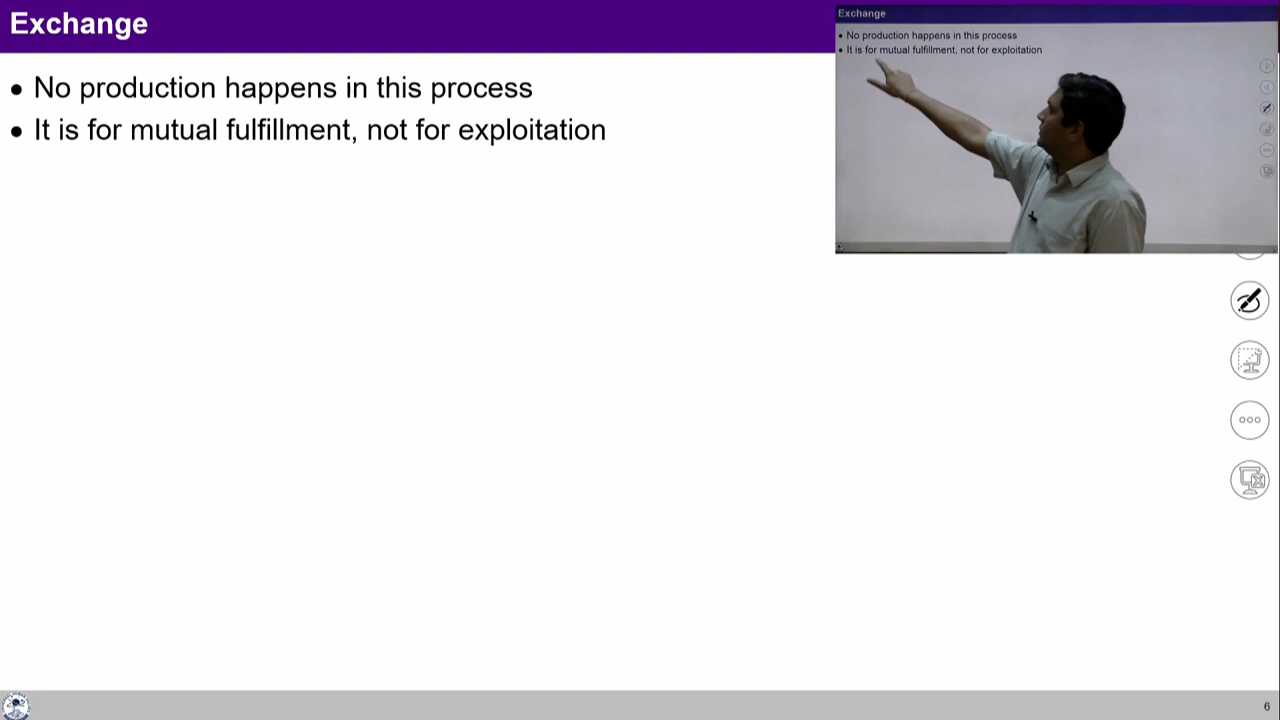 Exchange
No production happens in this process
It is for mutual fulfillment, not for exploitation
Exchange
No production happens in this process
It is for mutual fulfillment, not for exploitation
6